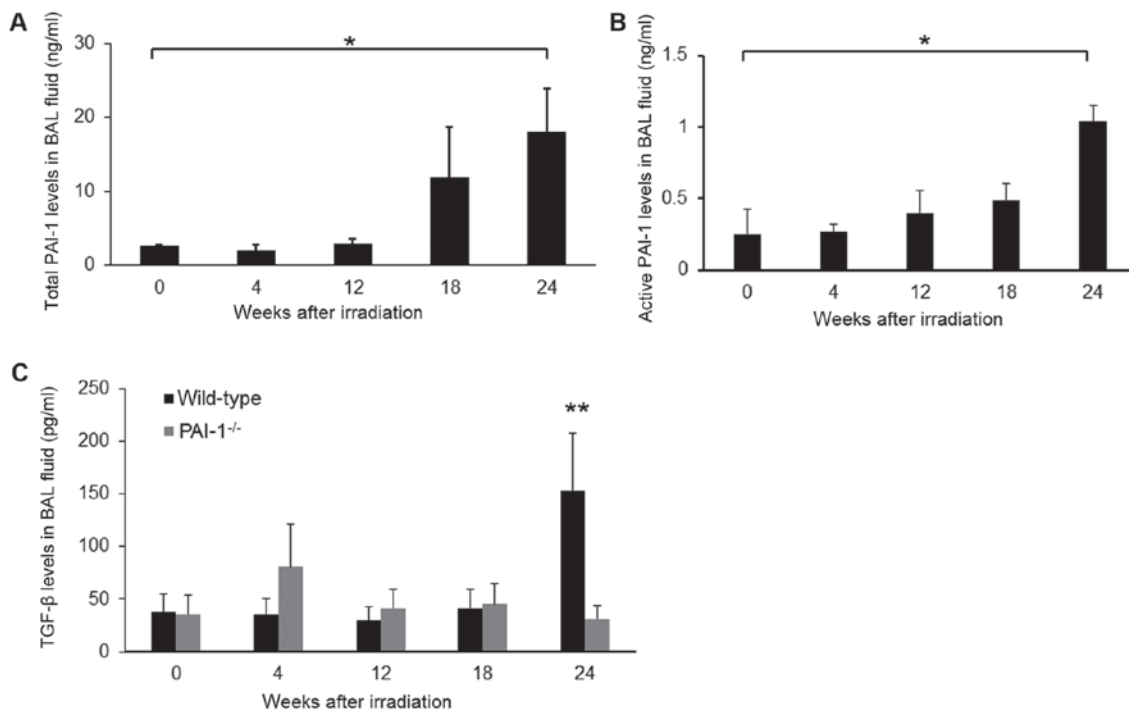 A
Total PAI-1 levels in BAL fluid (ng/ml)
30
20
10
0
*
0 4 12 18 24
Weeks after irradiation
B
Active PAI-1 levels in BAL fluid (ng/ml)
1.5
1
0.5
0
*
0 4 12 18 24
Weeks after irradiation
C
TGF-β levels in BAL fluid (pg/ml)
250
200
150
100
50
0
Wild-type
PAI-1-/-
**
0 4 12 18 24
Weeks after irradiation